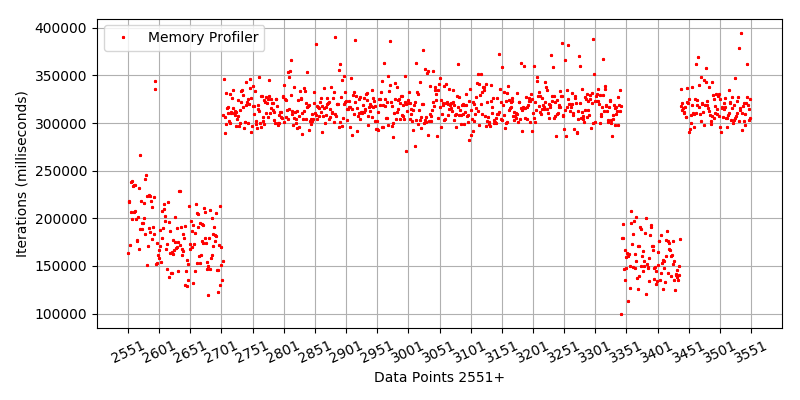 400000
Memory Profiler
350000
300000
250000
200000
150000
100000
Iterations (milliseconds)
2551 2601 2651 2701 2751 2801 2851 2901 2951 3001 3051 3101 3151 3201 3251 3301 3351 3401 3451 3501 3551
Data Points 2551+